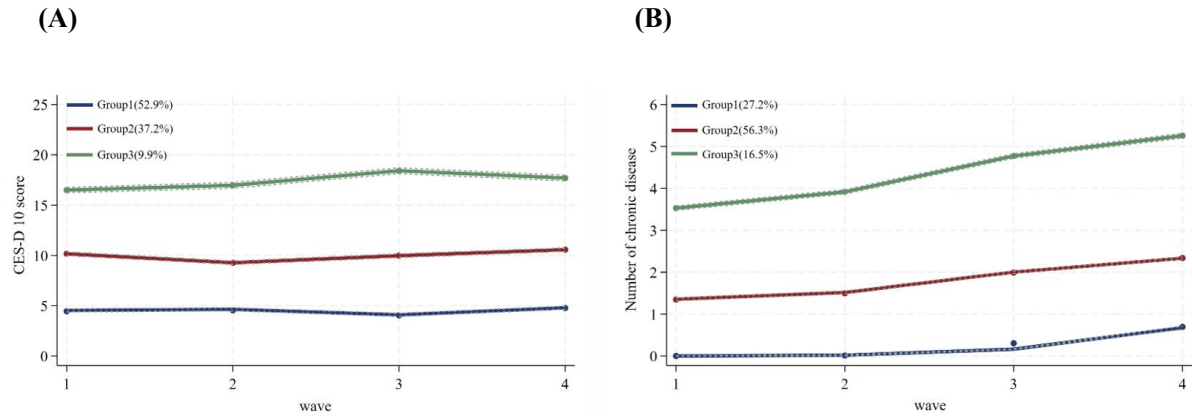 (A)
CES-D 10 score
25
20
15
10
5
0
Group1(52.9%)
Group2(37.2%)
Group3(9.9%)
1 2 3 4
wave
(B)
Number of chronic disease
6
5
4
3
2
1
0
Group1(27.2%)
Group2(56.3%)
Group3(16.5%)
1 2 3 4
wave